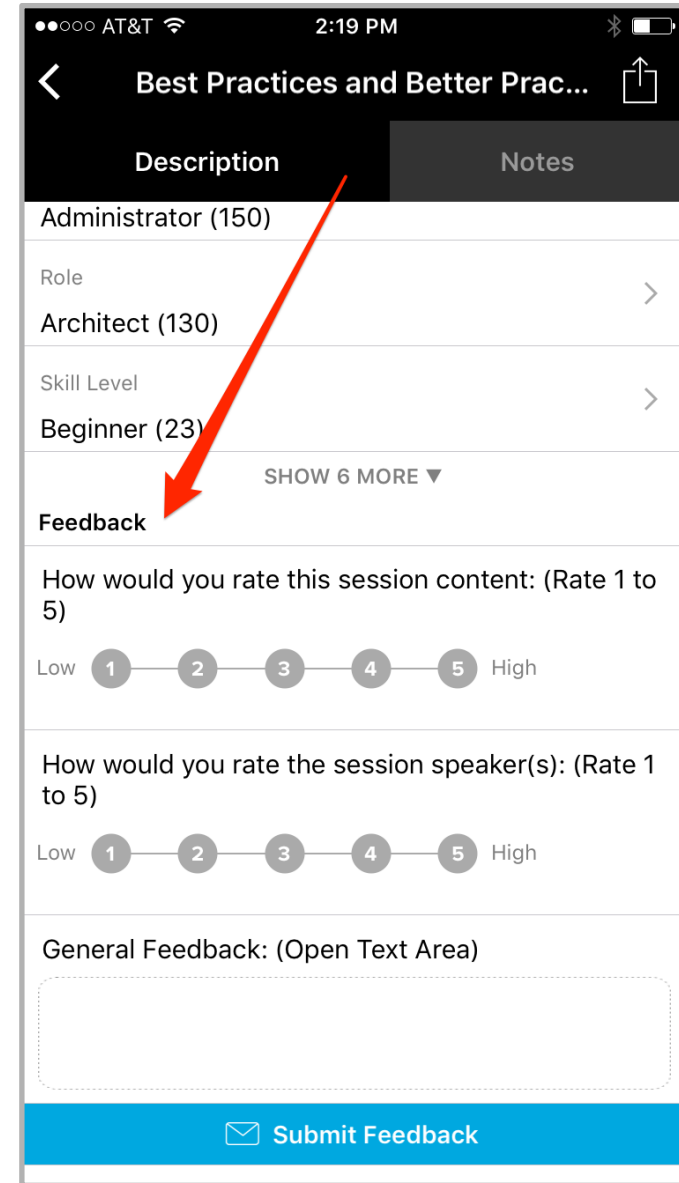 AT&T 2:19 PM
Best Practices and Better Prac...
Description Notes
Administrator (150)
Role
Architect (130)
Skill Level
Beginner (23)
SHOW 6 MORE ▼
Feedback
How would you rate this session content: (Rate 1 to
5)
Low 1 2 3 4 5 High
How would you rate the session speaker(s): (Rate 1
to 5)
Low 1 2 3 4 5 High
General Feedback: (Open Text Area)
Submit Feedback